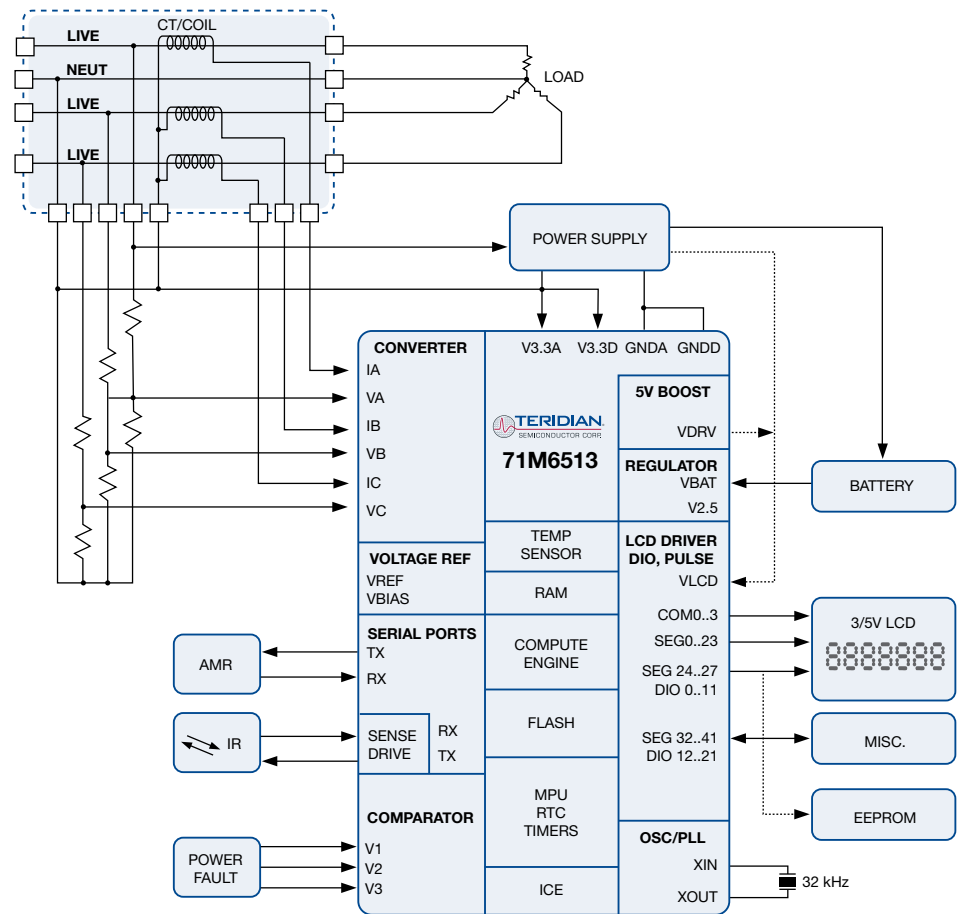 CT/COIL
LIVE
NEUT
LIVE
LIVE
LOAD
POWER SUPPLY
V3.3A V3.3D GNDA GNDD
CONVERTER
IA
VA
IB
VB
IC
VC
TERIDIAN
SEMICONDUCTOR CORP.
71M6513
5V BOOST
VDRV
REGULATOR
VBAT
V2.5
BATTERY
VOLTAGE REF
VREF
VBIAS
TEMP
SENSOR
RAM
LCD DRIVER
DIO, PULSE
VLCD
COM0..3
SEG0..23
SEG 24..27
DIO 0..11
SEG 32..41
DIO 12..21
3/5V LCD
88888888
MISC.
EEPROM
SERIAL PORTS
TX
RX
AMR
SENSE
DRIVE
RX
TX
IR
COMPUTE
ENGINE
FLASH
MPU
RTC
TIMERS
ICE
COMPARATOR
V1
V2
V3
POWER
FAULT
OSC/PLL
XIN
XOUT
32 kHz